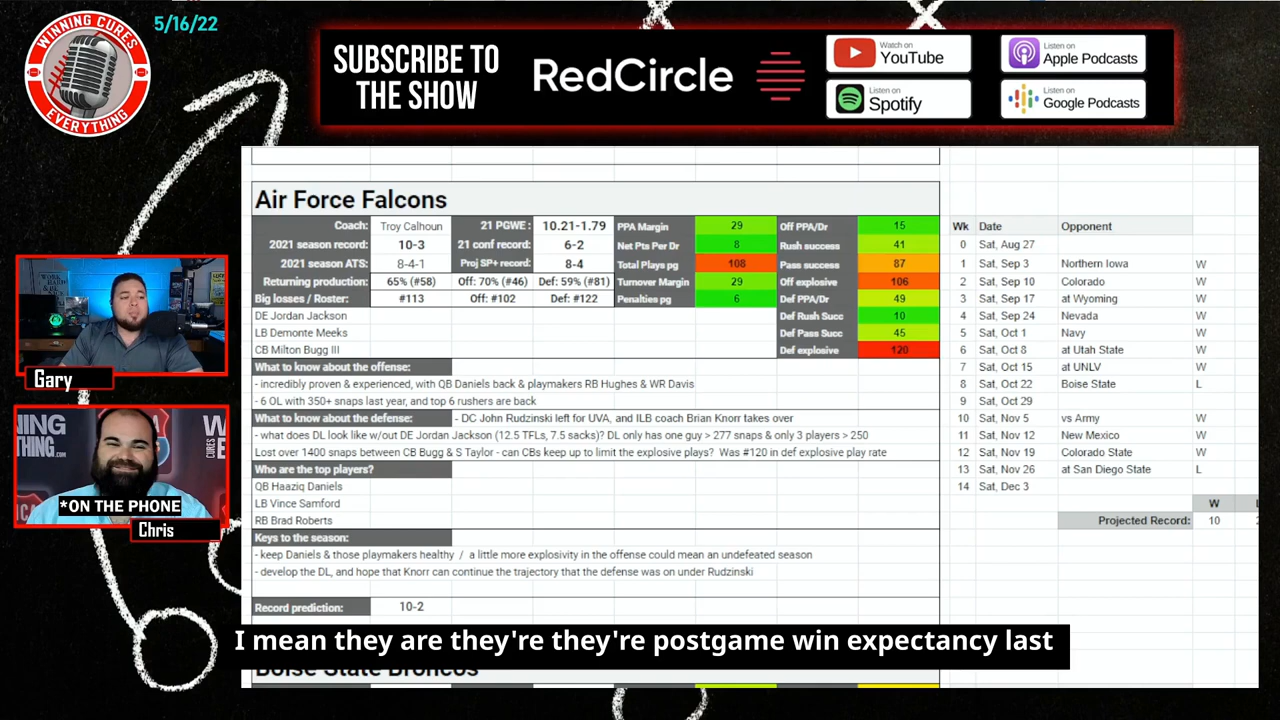 WINNING CURES
EVERYTHING
5/16/22
SUBSCRIBE TO
THE SHOW
RedCircle
Watch on
YouTube
Listen on
Spotify
Listen on
Apple Podcasts
Listen on
Google Podcasts
Air Force Falcons
Coach: Troy Calhoun 21 PGWE : 10.21-1.79 PPA Margin 29 Off PPA/Dr 15
2021 season record: 10-3 21 conf record: 6-2 Net Pts Per Dr 8 Rush success 41
2021 season ATS: 8-4-1 Proj SP+ record: 8-4 Total Plays pg 108 Pass success 87
Returning production: 65% (#58) Off: 70% (#46) Def: 59% (#81) Turnover Margin 29 Off explosive 106
Big losses / Roster: #113 Off: #102 Def: #122 Penalties pg 6 Def PPA/Dr 49
DE Jordan Jackson Def Rush Succ 10
LB Demonte Meeks Def Pass Succ 45
CB Milton Bugg III Def explosive 120
What to know about the offense:
- incredibly proven & experienced, with QB Daniels back & playmakers RB Hughes & WR Davis
- 6 OL with 350+ snaps last year, and top 6 rushers are back
What to know about the defense: - DC John Rudzinski left for UVA, and ILB coach Brian Knorr takes over
- what does DL look like w/out DE Jordan Jackson (12.5 TFLs, 7.5 sacks)? DL only has one guy > 277 snaps & only 3 players > 250
Lost over 1400 snaps between CB Bugg & S Taylor - can CBs keep up to limit the explosive plays? Was #120 in def explosive play rate
Who are the top players?
QB Haaziq Daniels
LB Vince Samford
RB Brad Roberts
Keys to the season:
- keep Daniels & those playmakers healthy / a little more explosivity in the offense could mean an undefeated season
- develop the DL, and hope that Knorr can continue the trajectory that the defense was on under Rudzinski
Record prediction: 10-2
Boise State Broncos
Wk Date Opponent
0 Sat, Aug 27
1 Sat, Sep 3 Northern Iowa W
2 Sat, Sep 10 Colorado W
3 Sat, Sep 17 at Wyoming W
4 Sat, Sep 24 Nevada W
5 Sat, Oct 1 Navy W
6 Sat, Oct 8 at Utah State W
7 Sat, Oct 15 at UNLV W
8 Sat, Oct 22 Boise State L
9 Sat, Oct 29
10 Sat, Nov 5 vs Army W
11 Sat, Nov 12 New Mexico W
12 Sat, Nov 19 Colorado State W
13 Sat, Nov 26 at San Diego State L
14 Sat, Dec 3
W
Projected Record: 10
Gary
*ON THE PHONE
Chris
I mean they are they're they're postgame win expectancy last